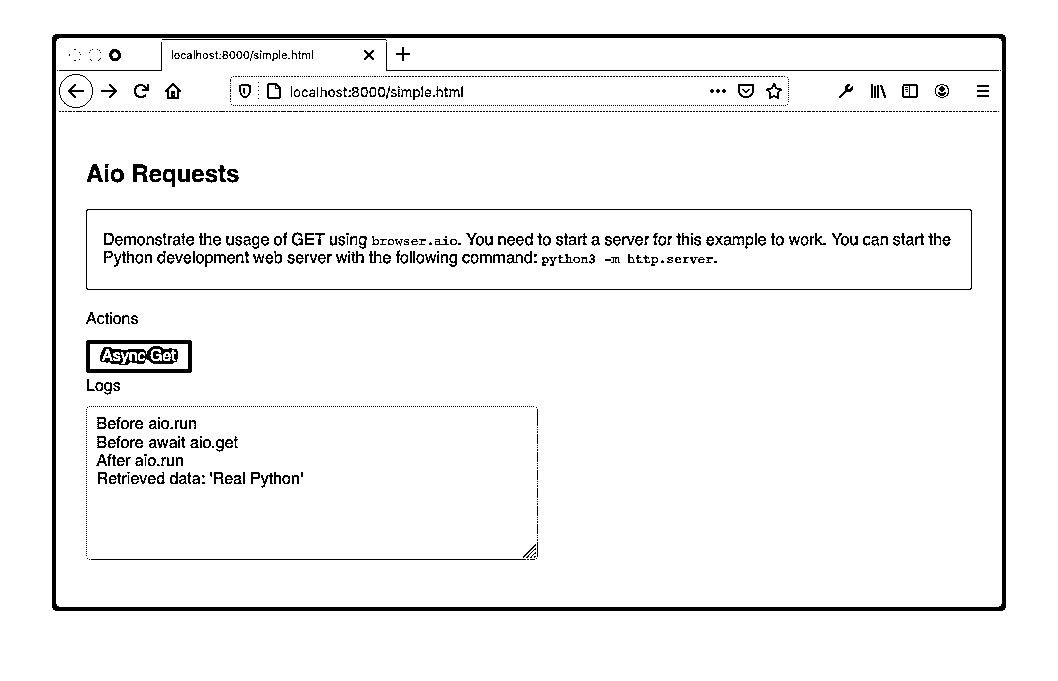 localhost:8000/simple.html
localhost:8000/simple.html
Aio Requests
Demonstrate the usage of GET using browser.aio. You need to start a server for this example to work. You can start the
Python development web server with the following command: python3 -m http.server.
Actions
Async Get
Logs
Before aio.run
Before await aio.get
After aio.run
Retrieved data: 'Real Python'